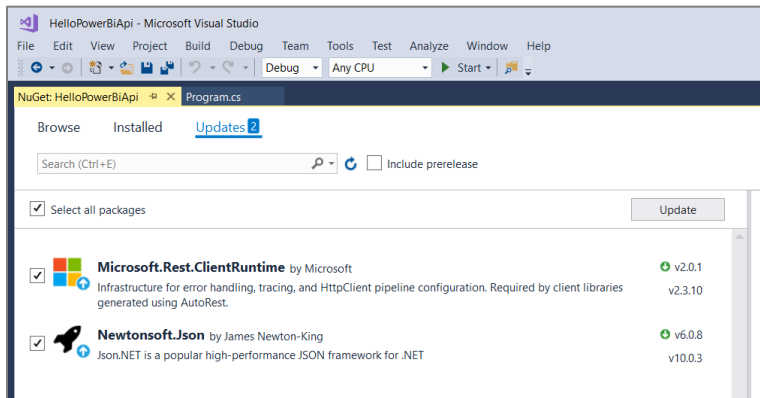 HelloPowerBiApi - Microsoft Visual Studio
File Edit View Project Build Debug Team Tools Test Analyze Window Help
Debug Any CPU Start
NuGet: HelloPowerBiApi Program.cs
Browse Installed Updates 2
Search (Ctrl+E) Include prerelease
Select all packages Update
Microsoft.Rest.ClientRuntime by Microsoft v2.0.1
Infrastructure for error handling, tracing, and HttpClient pipeline configuration. Required by client libraries v2.3.10
generated using AutoRest.
Newtonsoft.Json by James Newton-King v6.0.8
Json.NET is a popular high-performance JSON framework for .NET v10.0.3